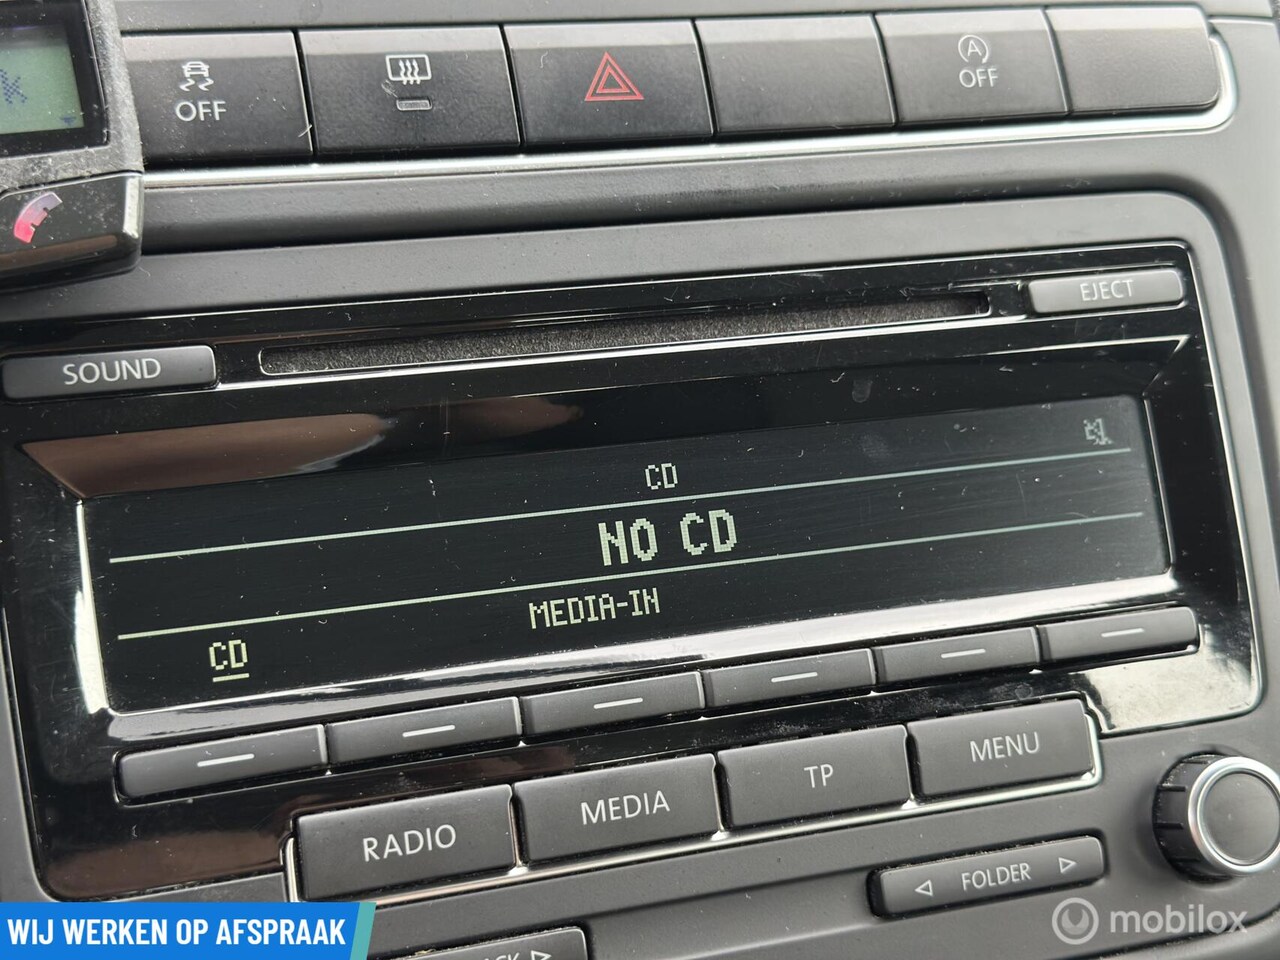 k
OFF
A
OFF
EJECT
SOUND
CD
NO CD
MEDIA-IN
CD
MENU
TP
MEDIA
RADIO
FOLDER
WIJ WERKEN OP AFSPRAAK
mobilox